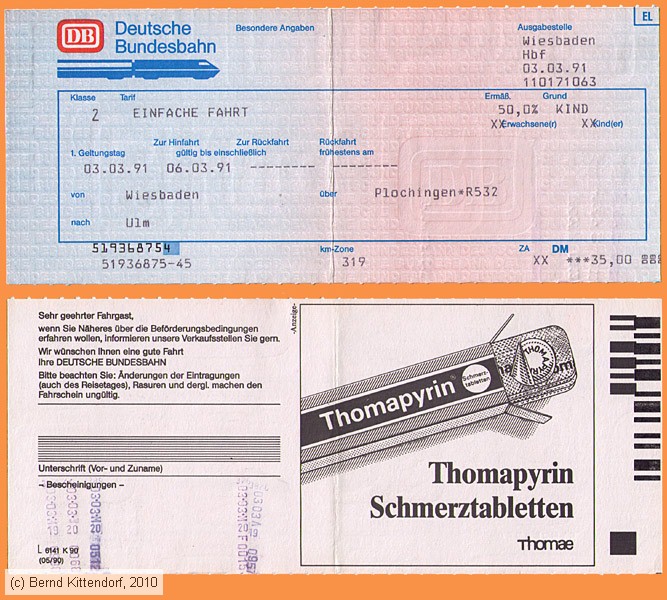 EL
DB Deutsche
Bundesbahn
Besondere Angaben
Ausgabestelle
Wiesbaden
Hbf
03.03.91
110171063
Klasse Tarif Ermäß. Grund
2 EINFACHE FAHRT 50,0% KIND
XX Erwachsene(r) XX Kind(er)
Zur Hinfahrt Zur Rückfahrt Rückfahrt
1. Geltungstag gültig bis einschließlich frühestens am
03.03.91 06.03.91 -------- --------
von Wiesbaden über Plochingen*R532
nach Ulm
519368754
51936875-45
km-Zone
319
ZA DM
XX ***35,00
Sehr geehrter Fahrgast,
wenn Sie Näheres über die Beförderungsbedingungen
erfahren wollen, informieren unsere Verkaufsstellen Sie gern.
Wir wünschen Ihnen eine gute Fahrt
Ihre DEUTSCHE BUNDESBAHN
Bitte beachten Sie: Änderungen der Eintragungen
(auch des Reisetages), Rasuren und dergl. machen den
Fahrschein ungültig.
Unterschrift (Vor- und Zuname)
– Bescheinigungen –
L 6141 K 90
(05/90)
-Anzeige-
Thomapyrin®
Schmerz-
tabletten
THOMAPYRIN
Thomapyrin
Schmerztabletten
Thomae
(c) Bernd Kittendorf, 2010